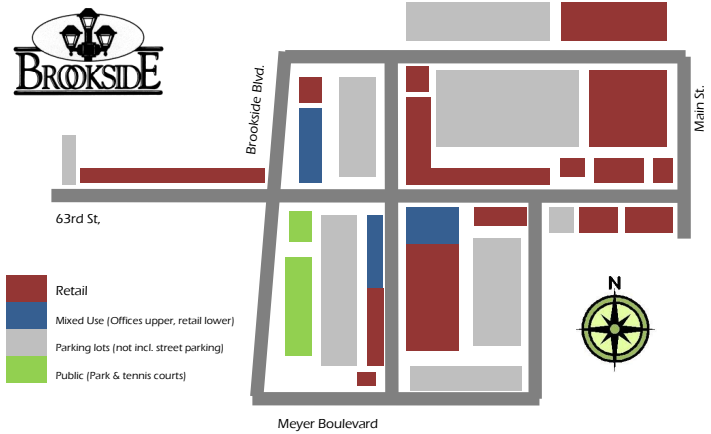 BROOKSIDE
Brookside Blvd.
Main St.
63rd St,
N
Retail
Mixed Use (Offices upper, retail lower)
Parking lots (not incl. street parking)
Public (Park & tennis courts)
Meyer Boulevard